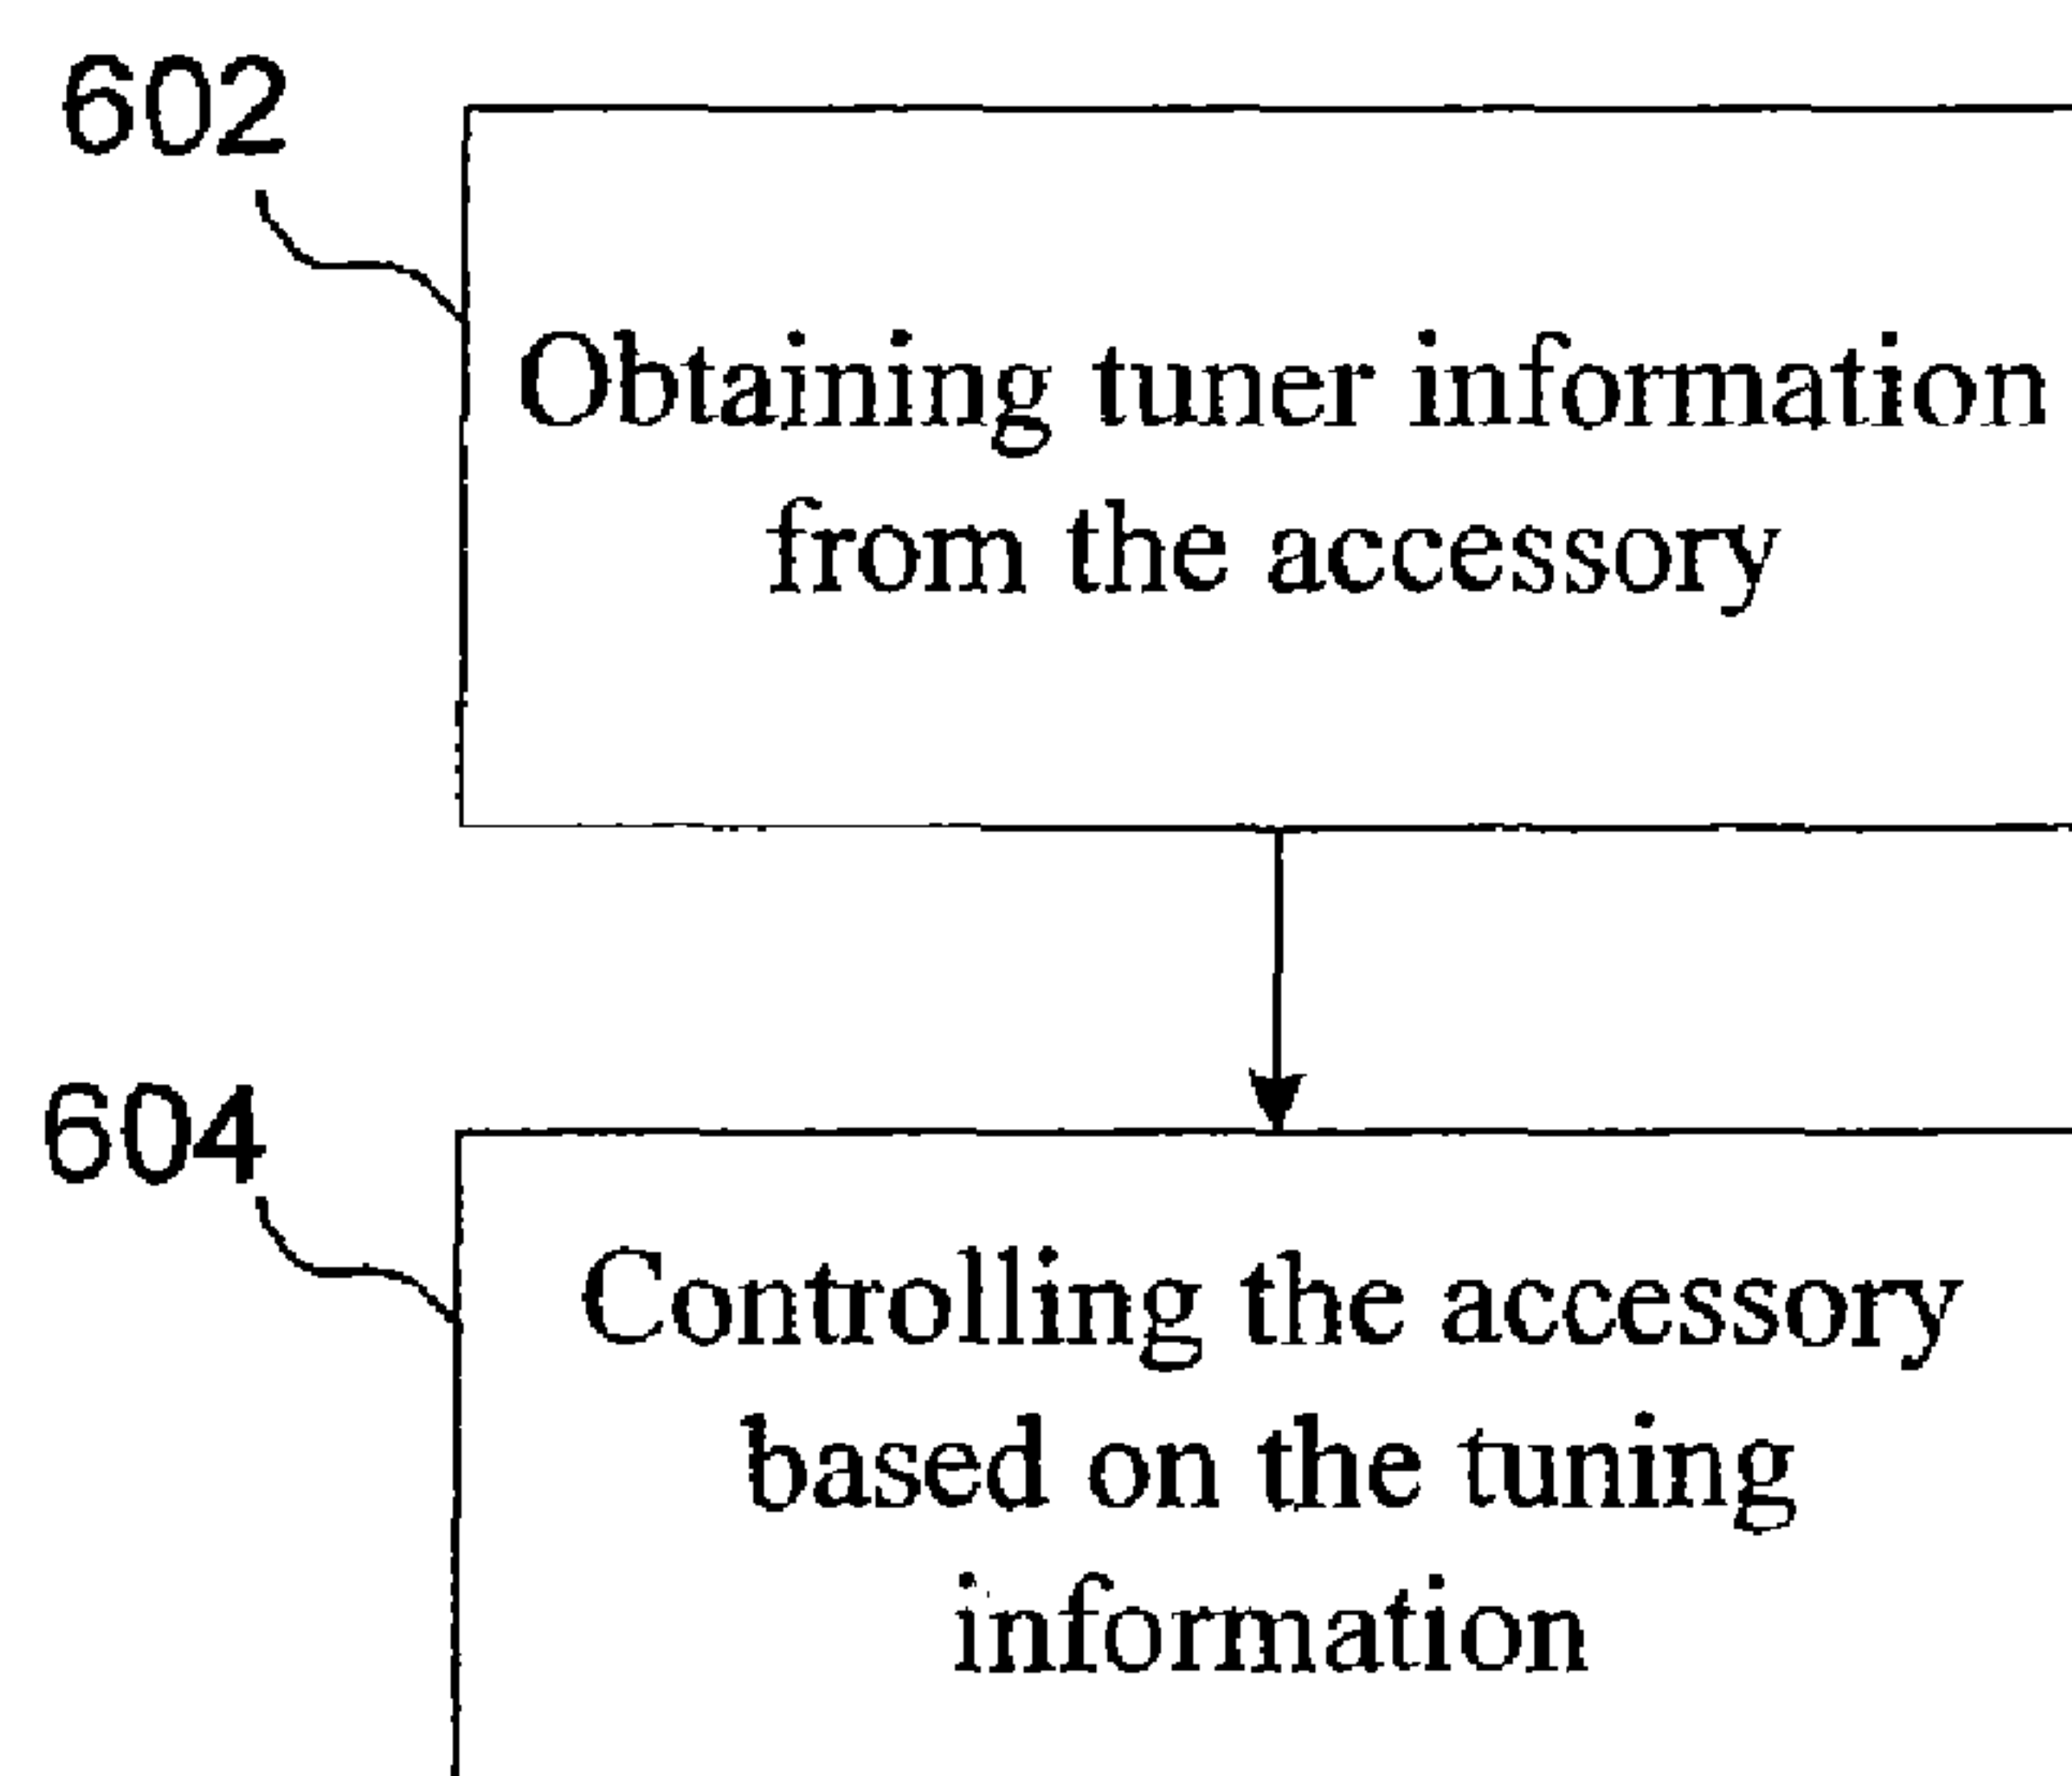 602
Obtaining tuner information
from the accessory
604
Controlling the accessory
based on the tuning
information